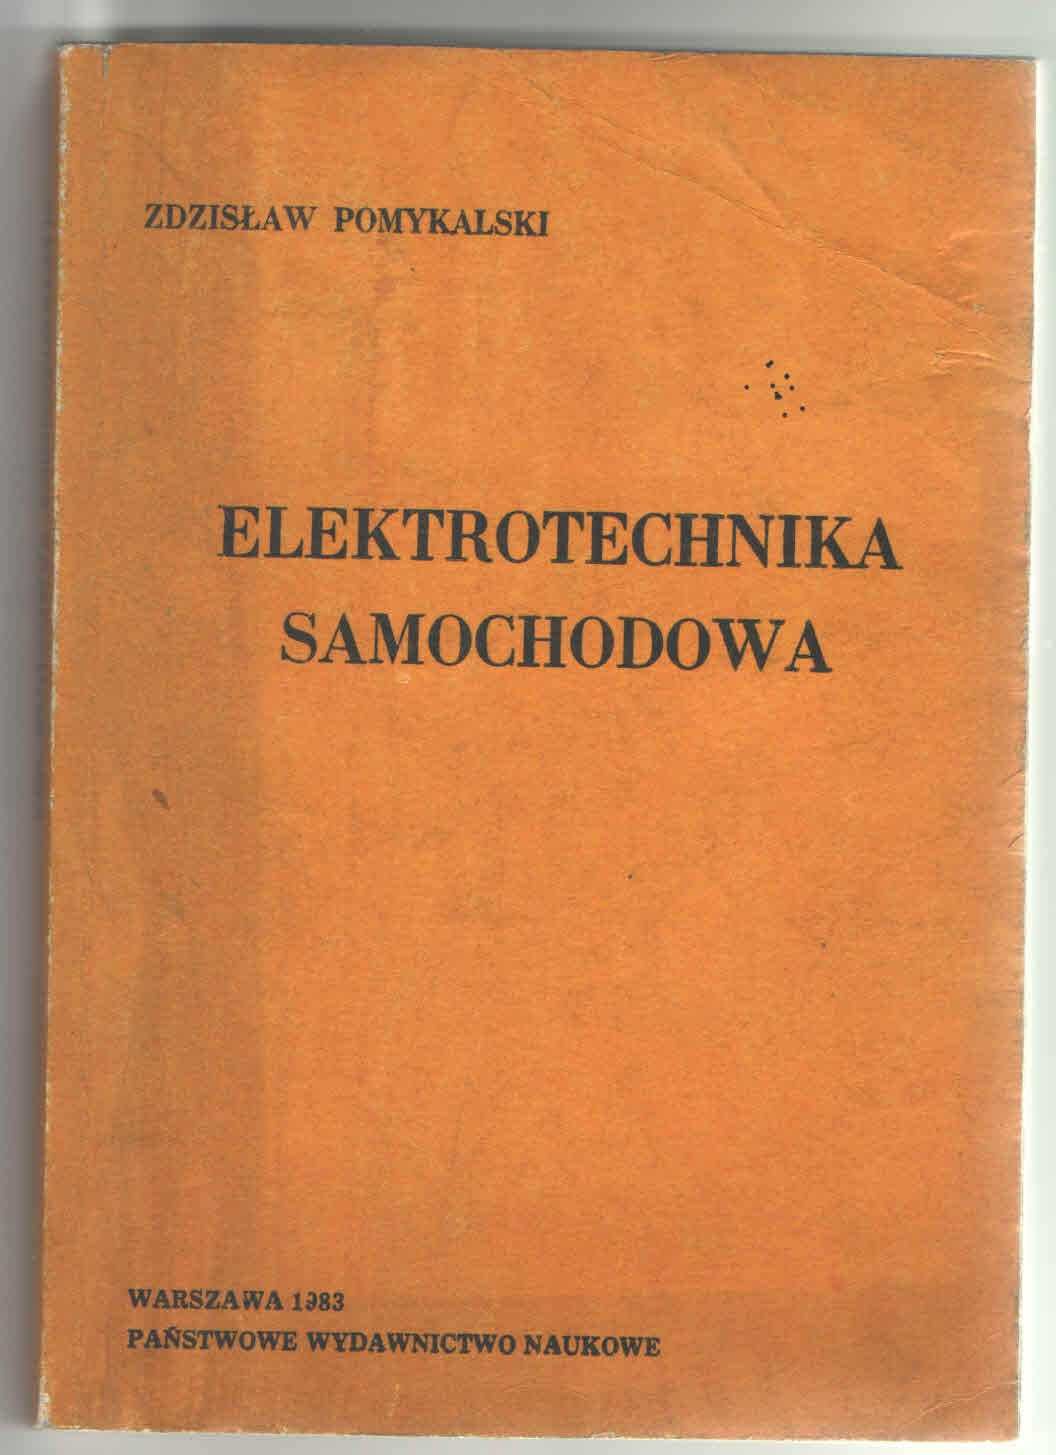 ZDZISŁAW POMYKALSKI
ELEKTROTECHNIKA
SAMOCHODOWA
WARSZAWA 1983
PAŃSTWOWE WYDAWNICTWO NAUKOWE